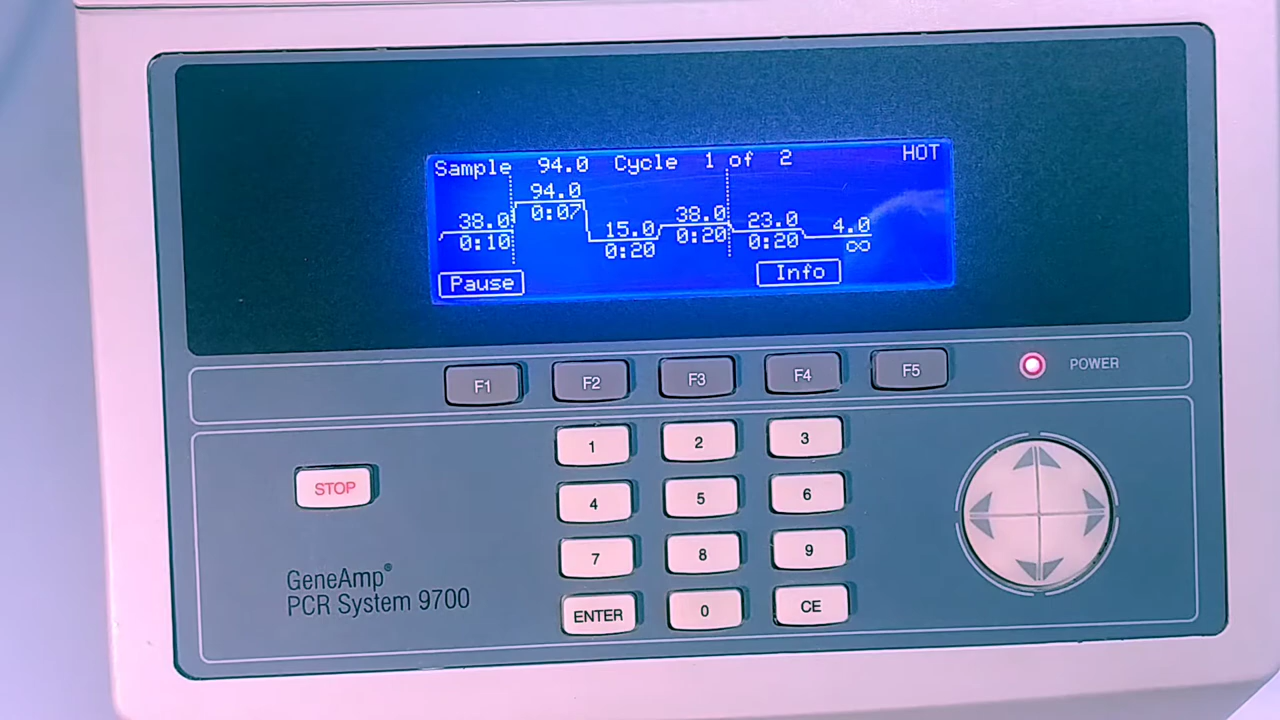 Sample 94.0 Cycle 1 of 2 HOT
94.0
38.0 0:07 15.0 38.0 23.0 4.0
0:10 0:20 0:20 0:20 ∞
Pause Info
F1 F2 F3 F4 F5 POWER
1 2 3
STOP
4 5 6
7 8 9
GeneAmp®
PCR System 9700
ENTER 0 CE